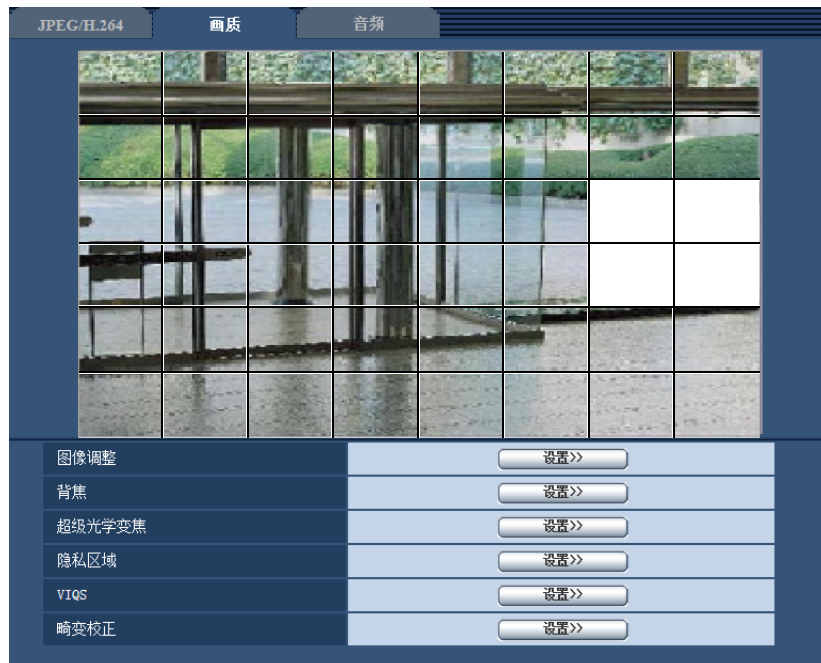 JPEG/H.264 画质 音频
图像调整 设置>>
背焦 设置>>
超级光学变焦 设置>>
隐私区域 设置>>
VIQS 设置>>
畸变校正 设置>>